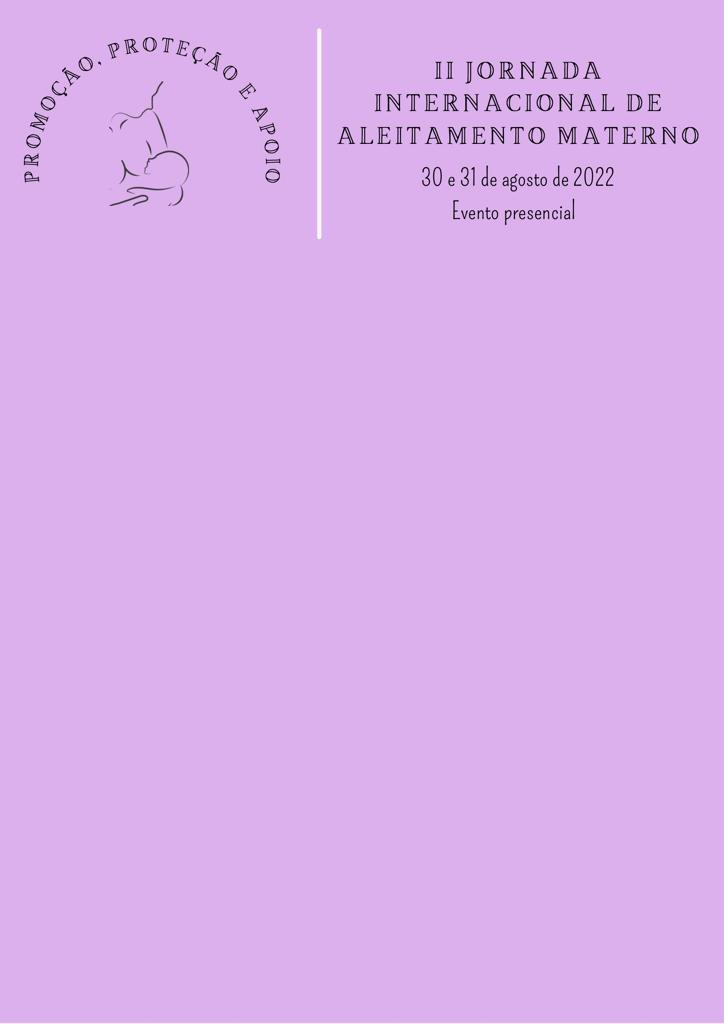 PROMOÇÃO, PROTEÇÃO E APOIO
II JORNADA
INTERNACIONAL DE
ALEITAMENTO MATERNO
30 e 31 de agosto de 2022
Evento presencial